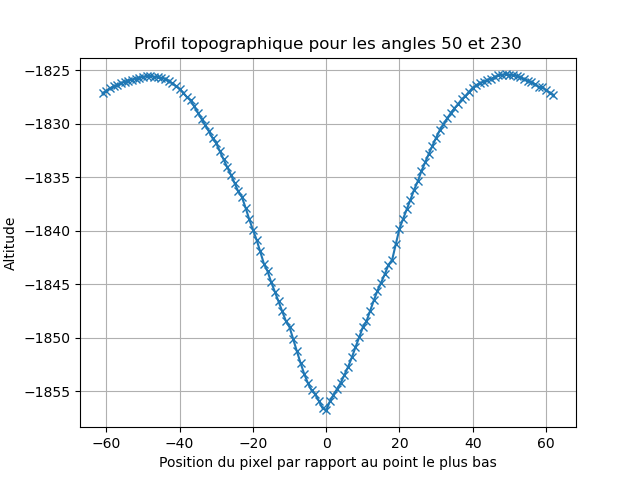 Profil topographique pour les angles 50 et 230
Altitude
−1825
−1830
−1835
−1840
−1845
−1850
−1855
−60 −40 −20 0 20 40 60
Position du pixel par rapport au point le plus bas